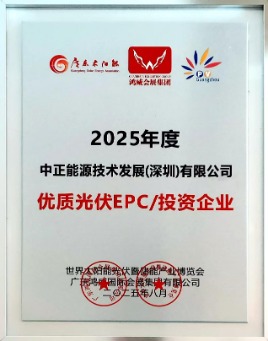 广东太阳能
鸿威会展集团
PV
Guangzhou
2025年度
中正能源技术发展(深圳)有限公司
优质光伏EPC/投资企业
世界太阳能光伏暨储能产业博览会
广东鸿威国际会展集团有限公司
二〇二五年八月